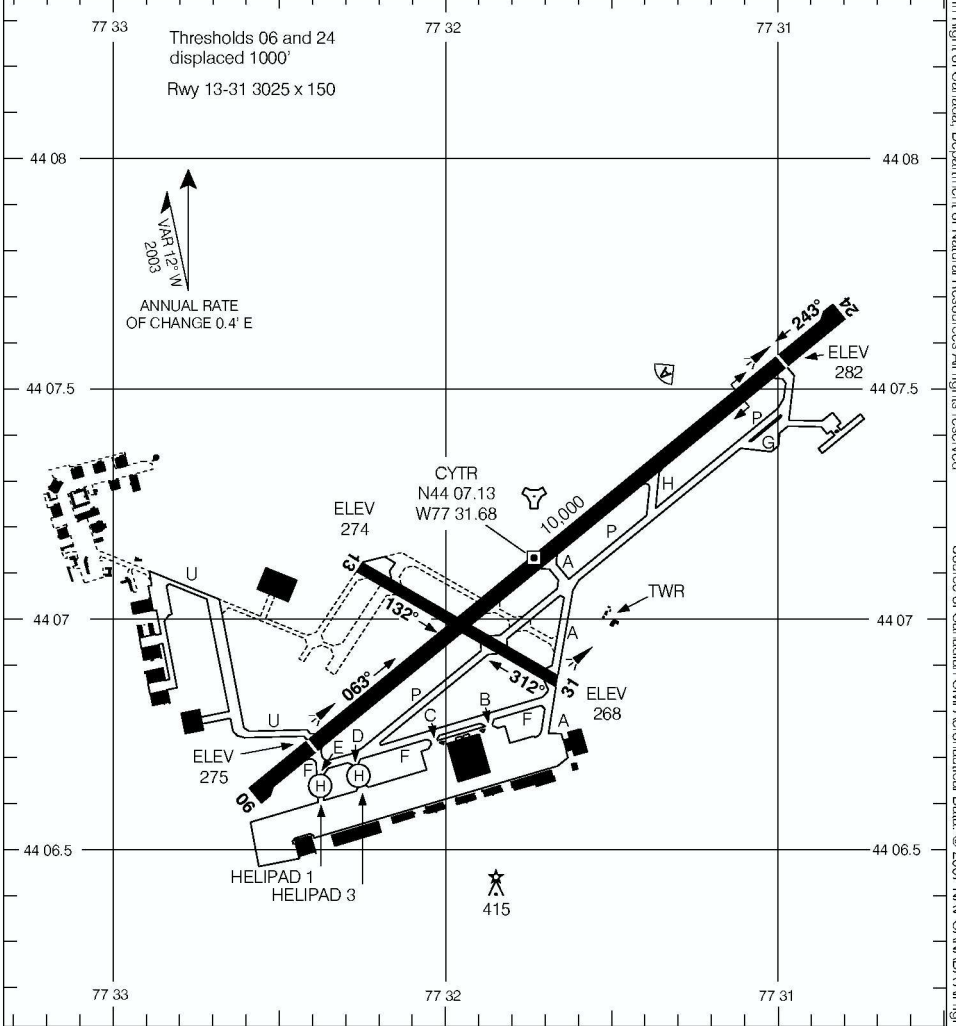 77 33
77 32
77 31
Thresholds 06 and 24
displaced 1000'
Rwy 13-31 3025 x 150
44 08
44 08
VAR 12° W
2003
ANNUAL RATE
OF CHANGE 0.4' E
24
243°
ELEV
282
44 07.5
44 07.5
A
P
G
CYTR
N44 07.13
W77 31.68
H
ELEV
274
10,000
P
13
A
U
TWR
132°
44 07
44 07
A
063°
312°
31
P
ELEV
268
B
C
F
A
U
D
E
F
ELEV
275
F
H
H
06
44 06.5
44 06.5
HELIPAD 1
HELIPAD 3
415
77 33
77 32
77 31